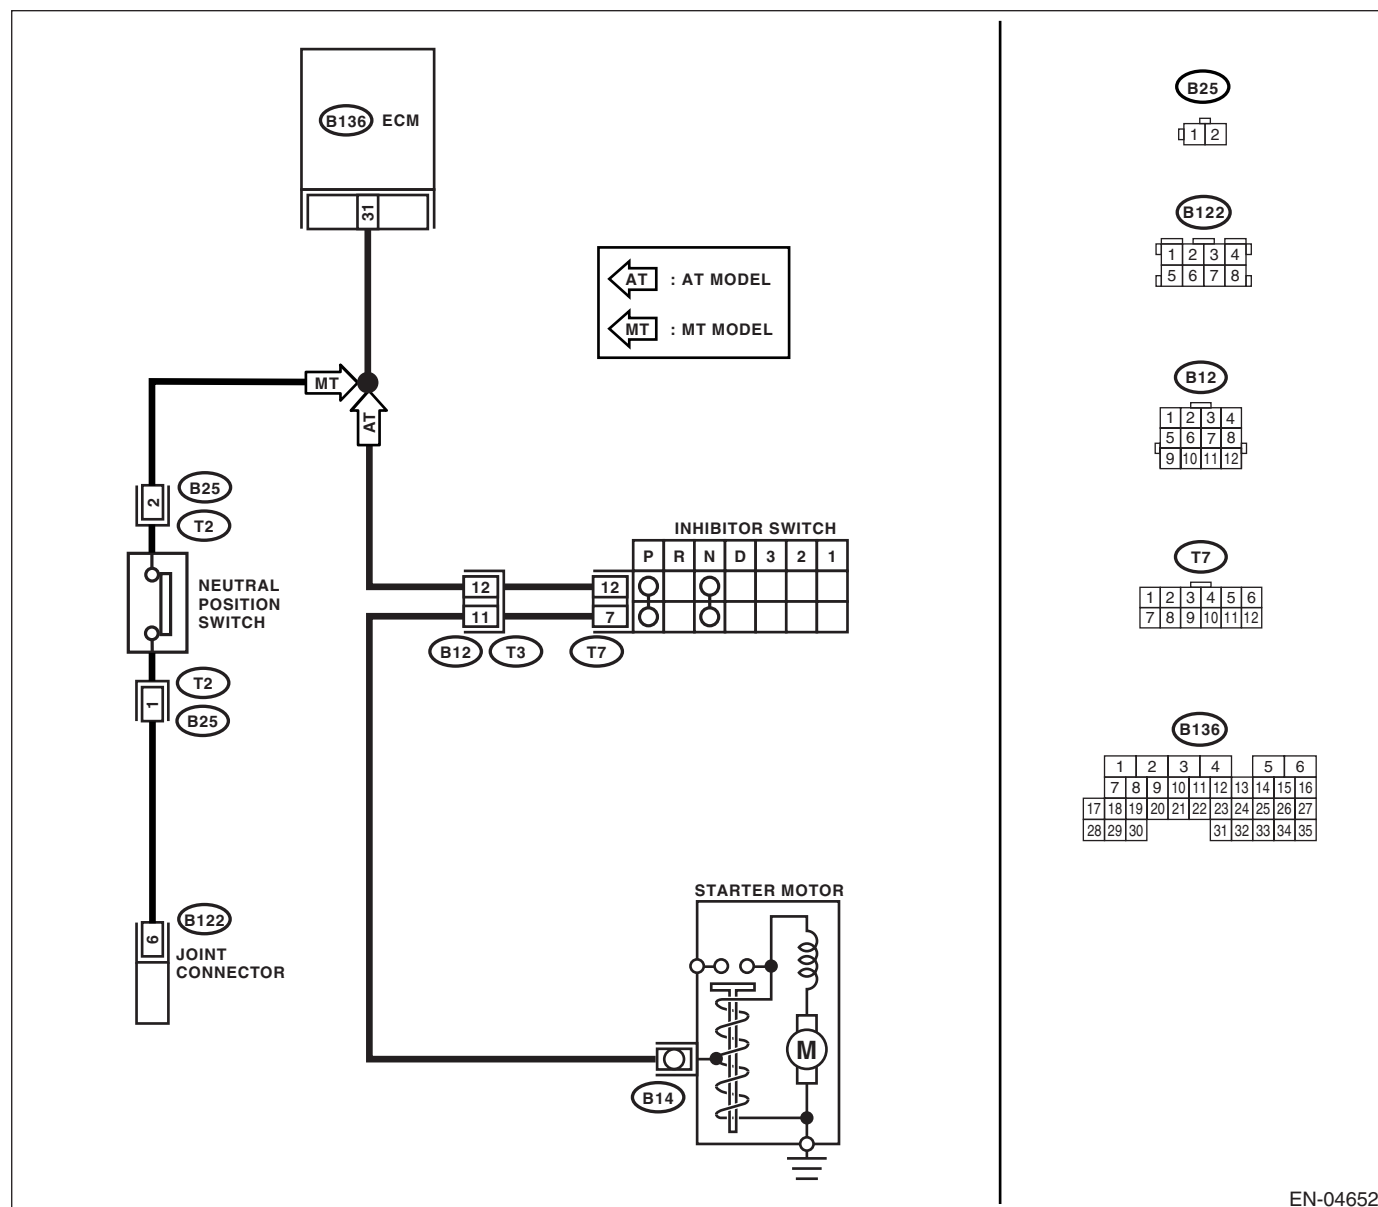 B136 ECM
31
AT : AT MODEL
MT : MT MODEL
MT
AT
2
B25
T2
NEUTRAL
POSITION
SWITCH
T2
1
B25
B122
6
JOINT
CONNECTOR
INHIBITOR SWITCH
P R N D 3 2 1
12 12
11 7
B12 T3 T7
STARTER MOTOR
M
B14
B25
1 2
B122
1 2 3 4
5 6 7 8
B12
1 2 3 4
5 6 7 8
9 10 11 12
T7
1 2 3 4 5 6
7 8 9 10 11 12
B136
1 2 3 4 5 6
7 8 9 10 11 12 13 14 15 16
17 18 19 20 21 22 23 24 25 26 27
28 29 30 31 32 33 34 35
EN-04652